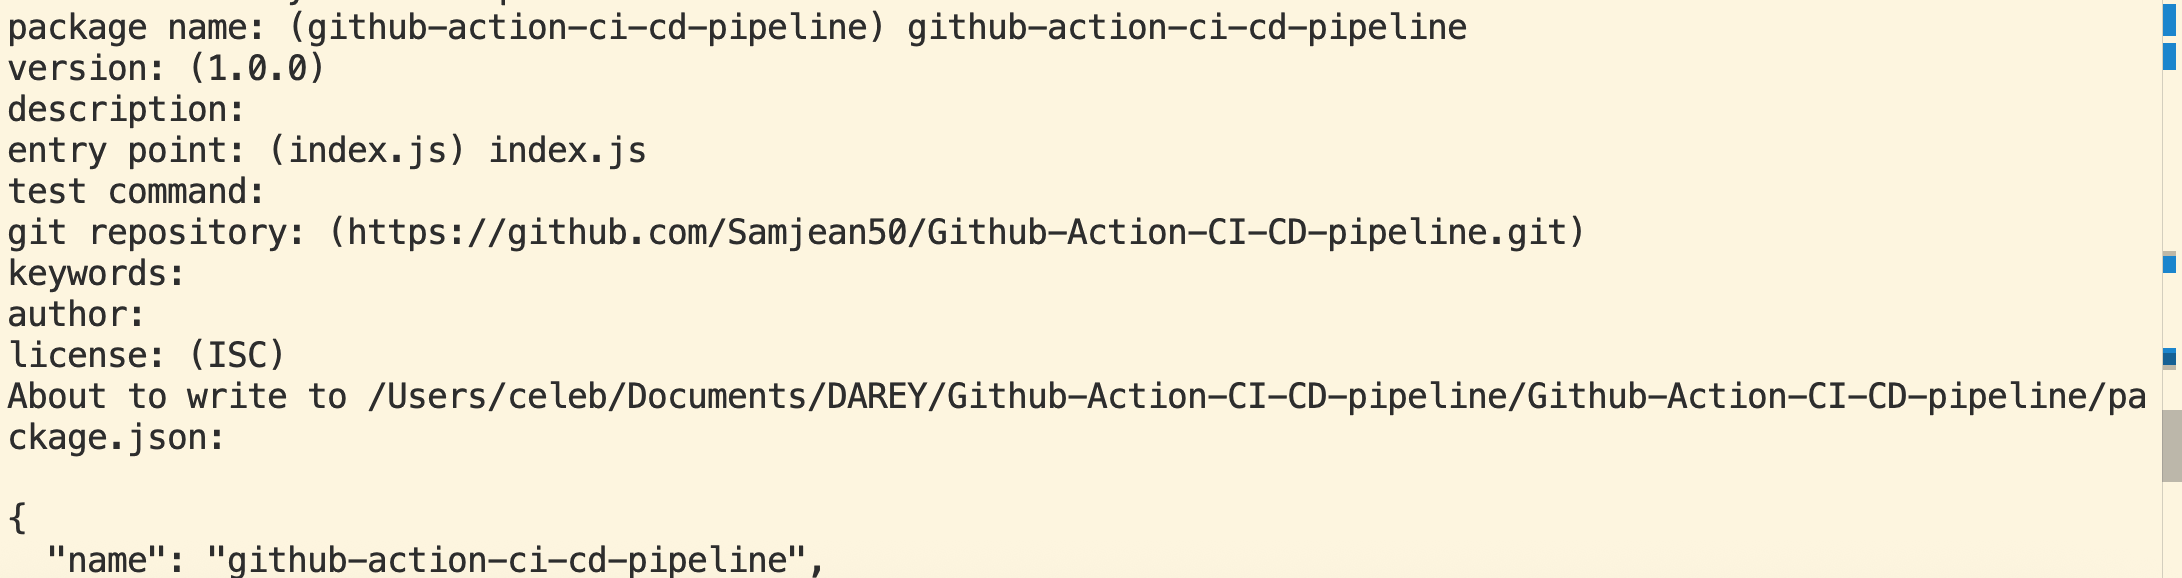 package name: (github-action-ci-cd-pipeline) github-action-ci-cd-pipeline
version: (1.0.0)
description:
entry point: (index.js) index.js
test command:
git repository: (https://github.com/Samjean50/Github-Action-CI-CD-pipeline.git)
keywords:
author:
license: (ISC)
About to write to /Users/celeb/Documents/DAREY/Github-Action-CI-CD-pipeline/Github-Action-CI-CD-pipeline/pa
ckage.json:
{
"name": "github-action-ci-cd-pipeline",